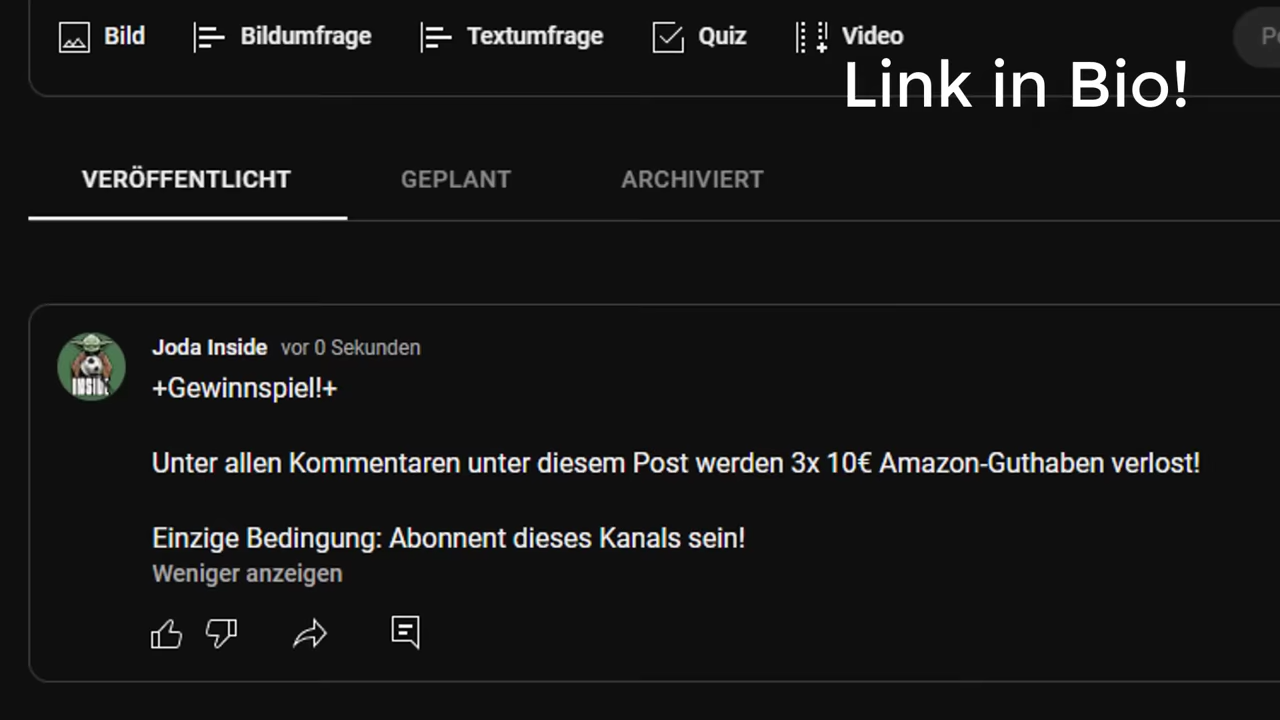 Bild Bildumfrage Textumfrage Quiz Video
Link in Bio!
VERÖFFENTLICHT GEPLANT ARCHIVIERT
Joda Inside vor 0 Sekunden
+Gewinnspiel!+
Unter allen Kommentaren unter diesem Post werden 3x 10€ Amazon-Guthaben verlost!
Einzige Bedingung: Abonnent dieses Kanals sein!
Weniger anzeigen
INSIDE